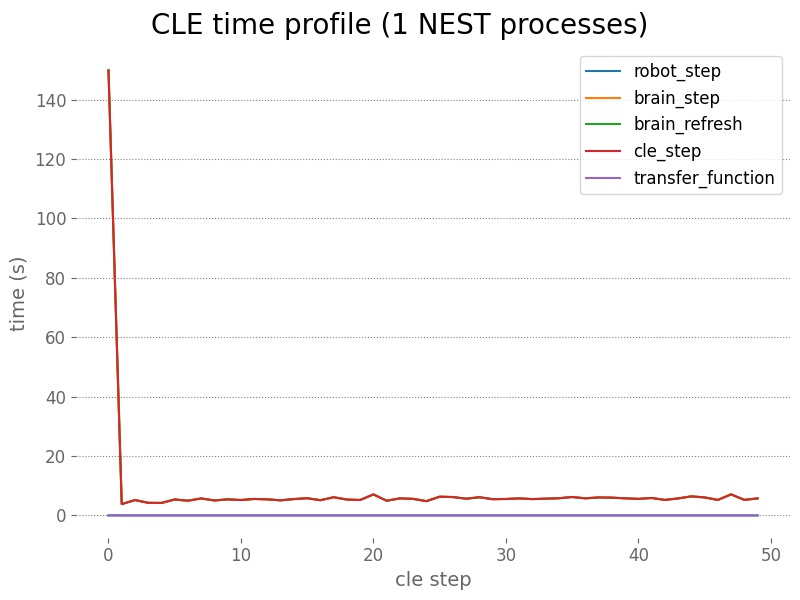 CLE time profile (1 NEST processes)
robot_step
brain_step
brain_refresh
cle_step
transfer_function
140
120
100
80
60
40
20
0
time (s)
0 10 20 30 40 50
cle step